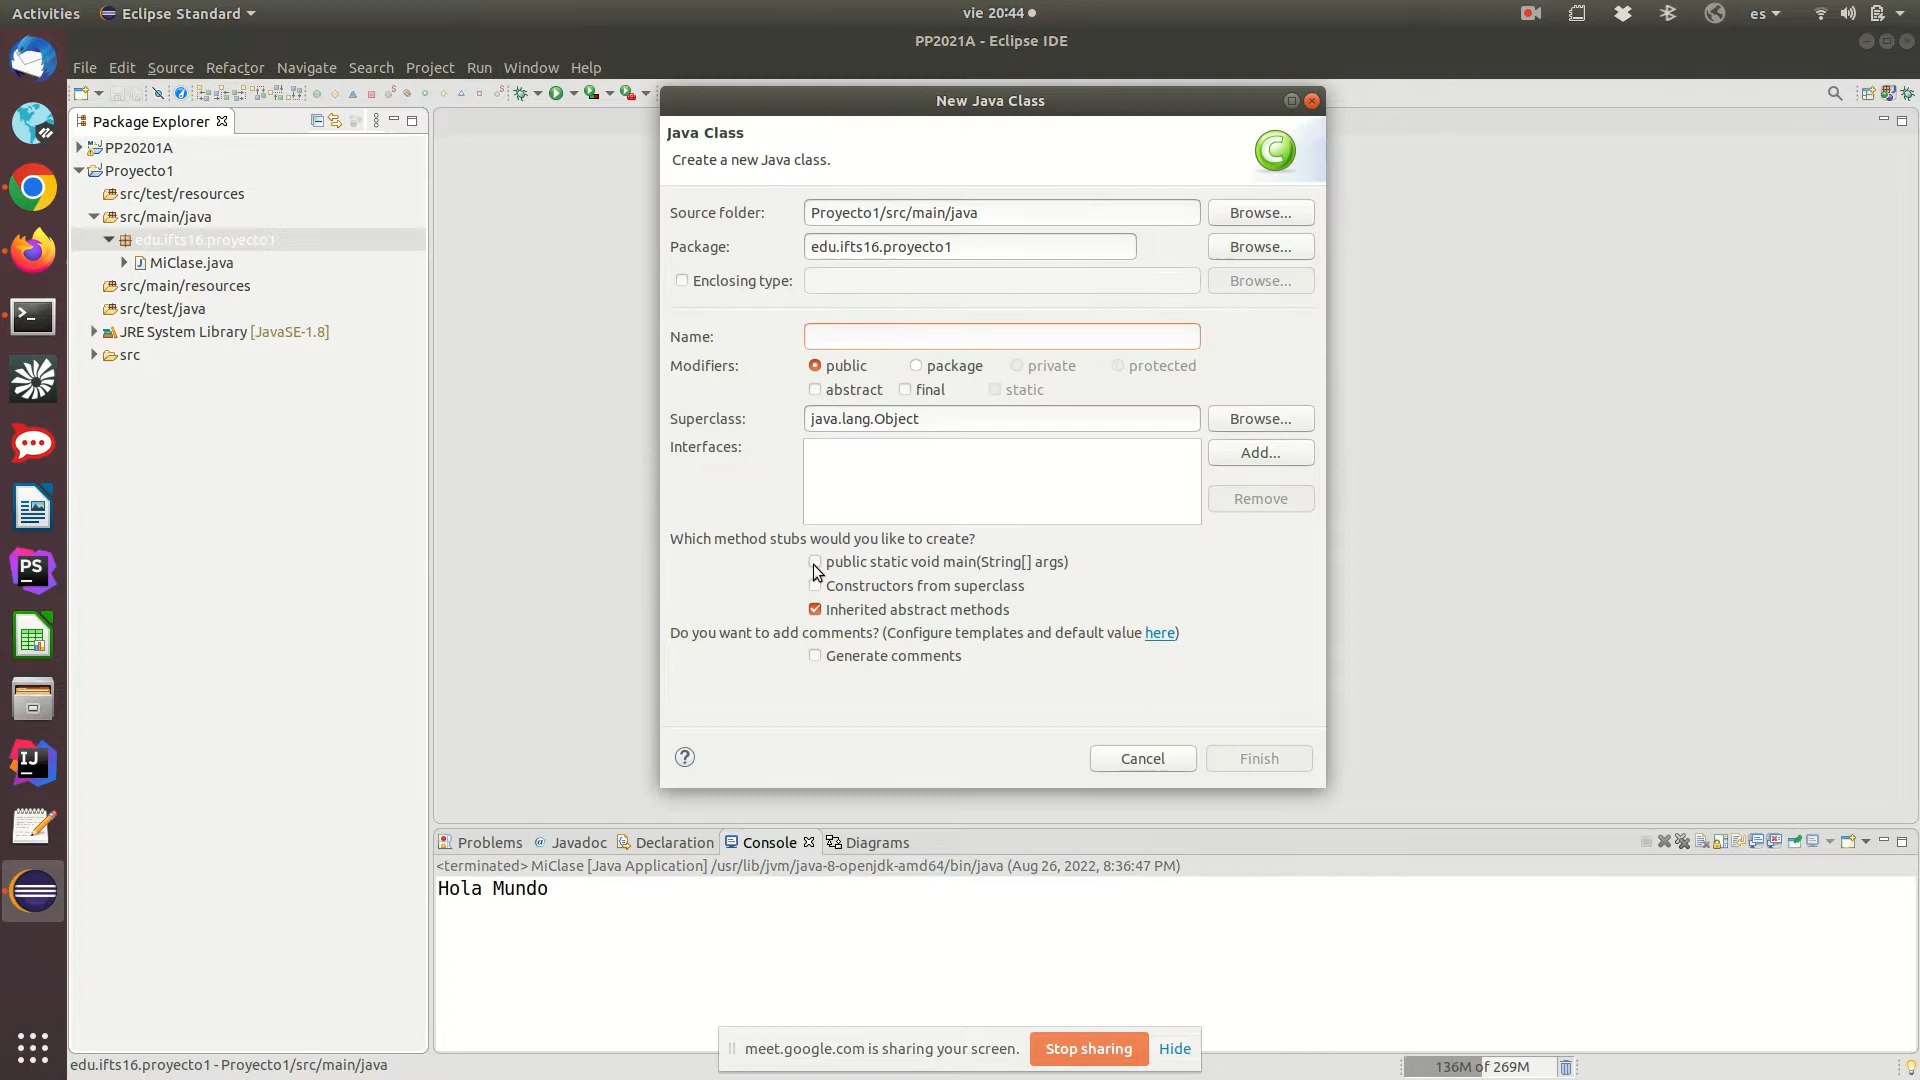 Activities Eclipse Standard vie 20:44 es
PP2021A - Eclipse IDE
File Edit Source Refactor Navigate Search Project Run Window Help
Package Explorer
PP20201A
Proyecto1
src/test/resources
src/main/java
edu.ifts16.proyecto1
MiClase.java
src/main/resources
src/test/java
JRE System Library [JavaSE-1.8]
src
New Java Class
Java Class
Create a new Java class.
Source folder: Proyecto1/src/main/java Browse...
Package: edu.ifts16.proyecto1 Browse...
Enclosing type: Browse...
Name:
Modifiers: public package private protected
abstract final static
Superclass: java.lang.Object Browse...
Interfaces: Add...
Remove
Which method stubs would you like to create?
public static void main(String[] args)
Constructors from superclass
Inherited abstract methods
Do you want to add comments? (Configure templates and default value here)
Generate comments
Cancel Finish
Problems Javadoc Declaration Console Diagrams
<terminated> MiClase [Java Application] /usr/lib/jvm/java-8-openjdk-amd64/bin/java (Aug 26, 2022, 8:36:47 PM)
Hola Mundo
meet.google.com is sharing your screen. Stop sharing Hide
edu.ifts16.proyecto1 - Proyecto1/src/main/java 136M of 269M
PS
IJ